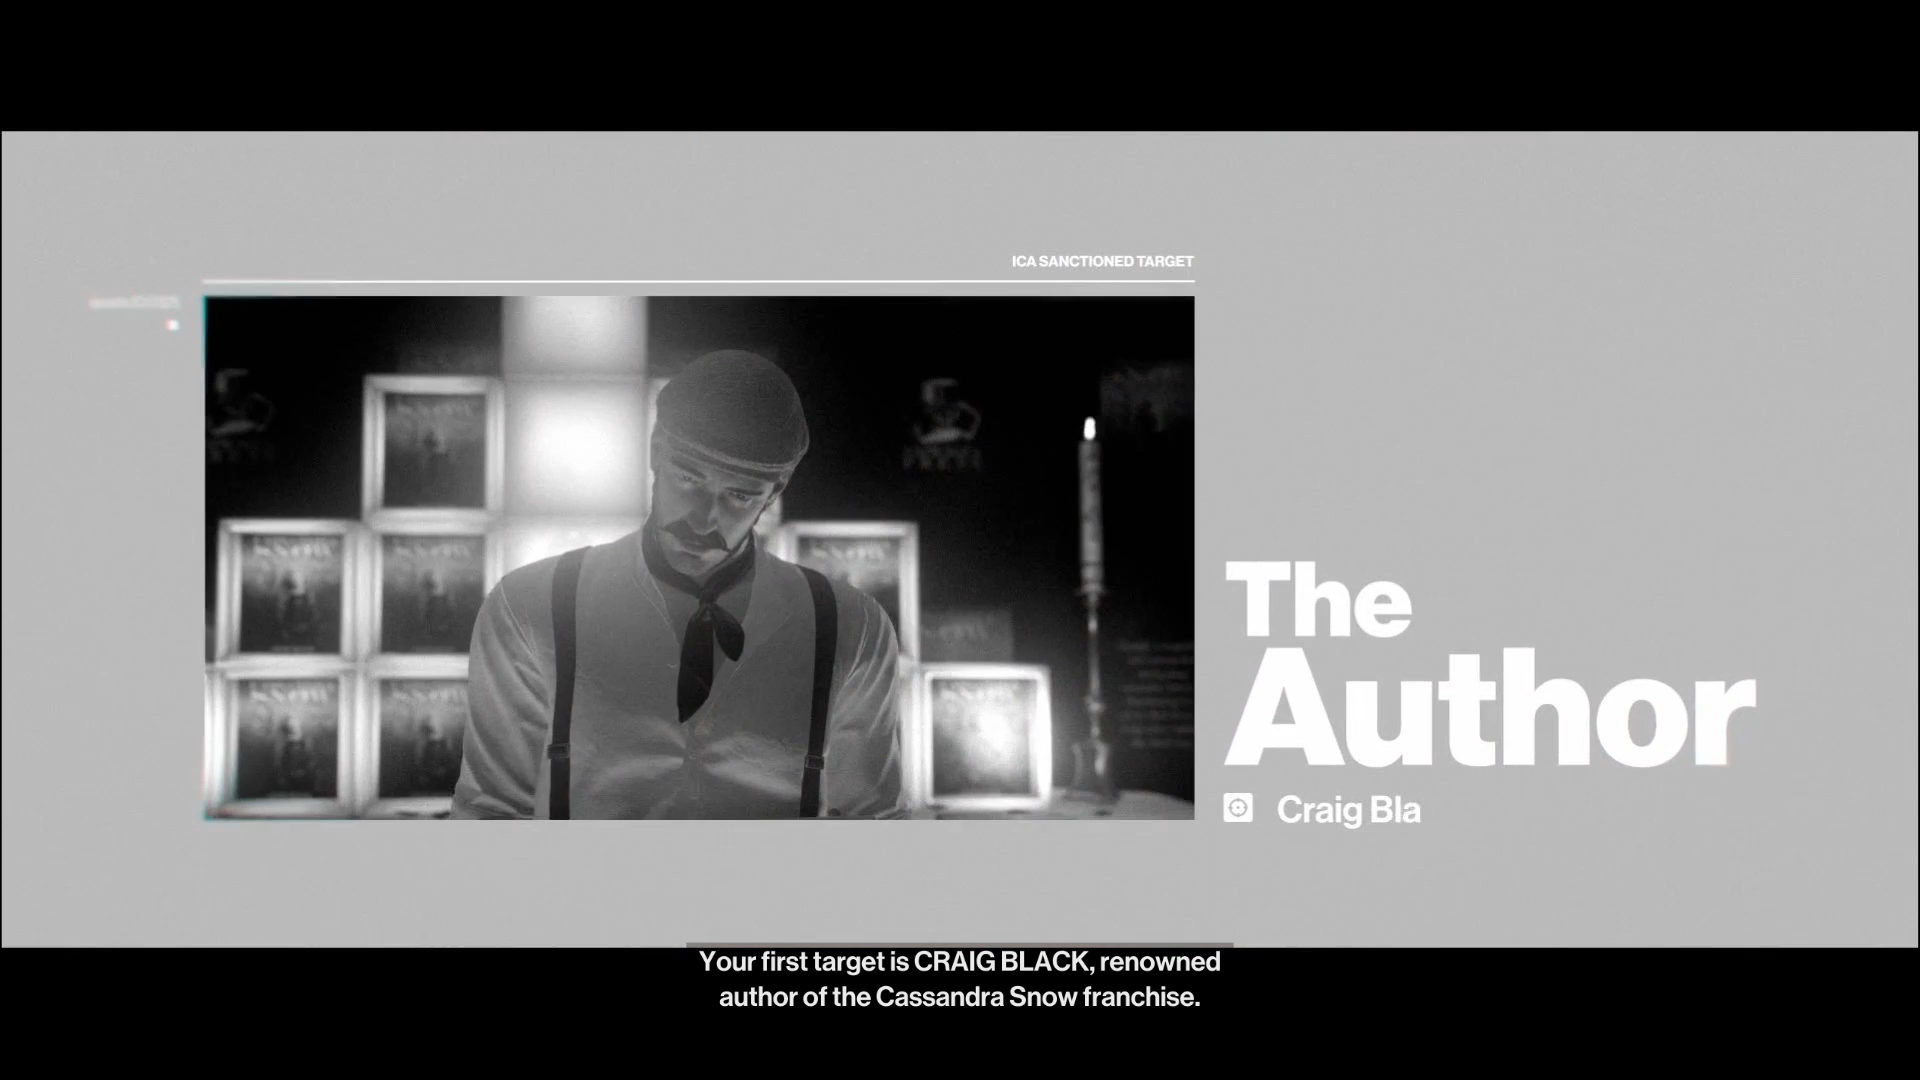 ICA SANCTIONED TARGET
The
Author
Craig Bla
Your first target is CRAIG BLACK, renowned
author of the Cassandra Snow franchise.